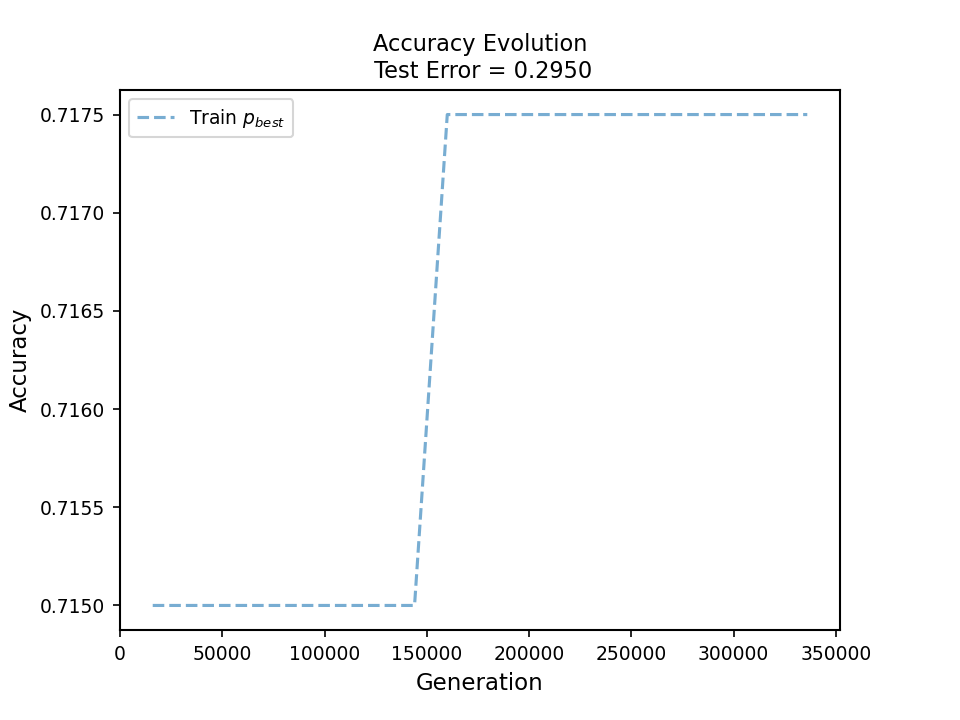 Accuracy Evolution
Test Error = 0.2950
Train p_best
0.7175
0.7170
0.7165
0.7160
0.7155
0.7150
Accuracy
0 50000 100000 150000 200000 250000 300000 350000
Generation